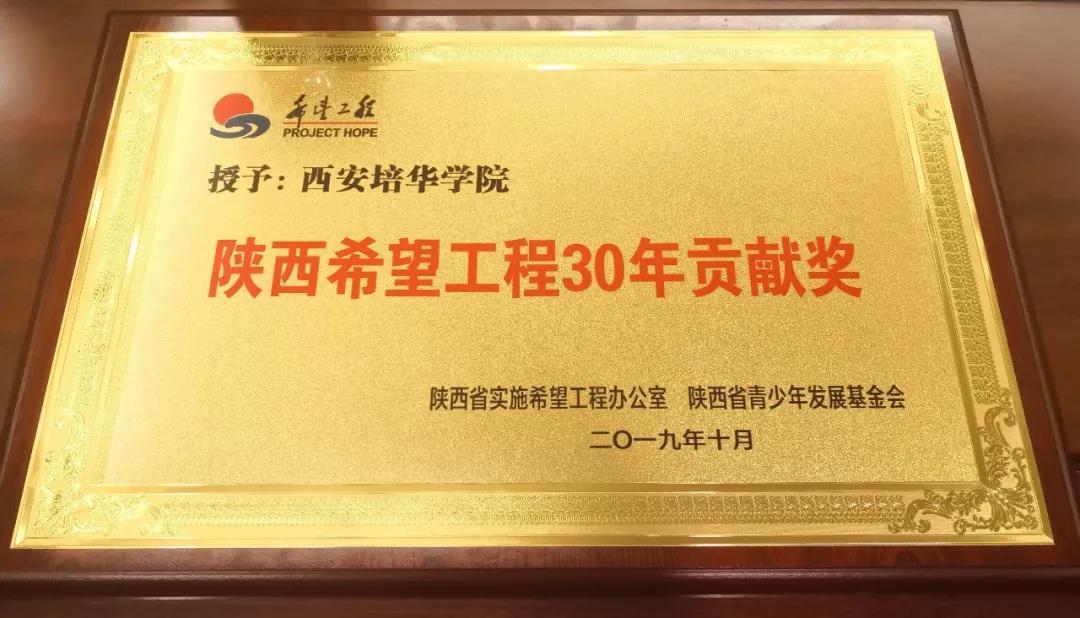 希望工程
PROJECT HOPE
授予：西安培华学院
陕西希望工程30年贡献奖
陕西省实施希望工程办公室　陕西省青少年发展基金会
二〇一九年十月